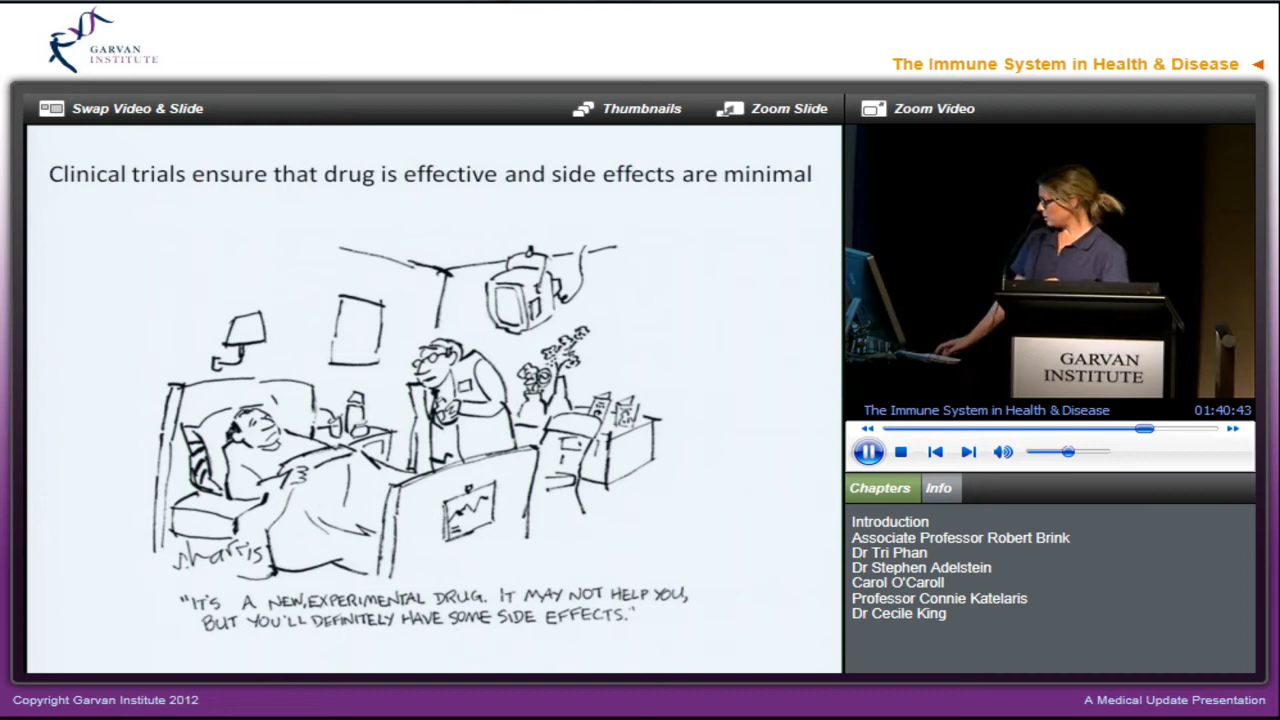 GARVAN
INSTITUTE
The Immune System in Health & Disease
Swap Video & Slide
Thumbnails
Zoom Slide
Zoom Video
Clinical trials ensure that drug is effective and side effects are minimal
S.harris
"IT'S A NEW, EXPERIMENTAL DRUG. IT MAY NOT HELP YOU,
BUT YOU'LL DEFINITELY HAVE SOME SIDE EFFECTS."
GARVAN
INSTITUTE
The Immune System in Health & Disease 01:40:43
Chapters Info
Introduction
Associate Professor Robert Brink
Dr Tri Phan
Dr Stephen Adelstein
Carol O'Caroll
Professor Connie Katelaris
Dr Cecile King
Copyright Garvan Institute 2012
A Medical Update Presentation